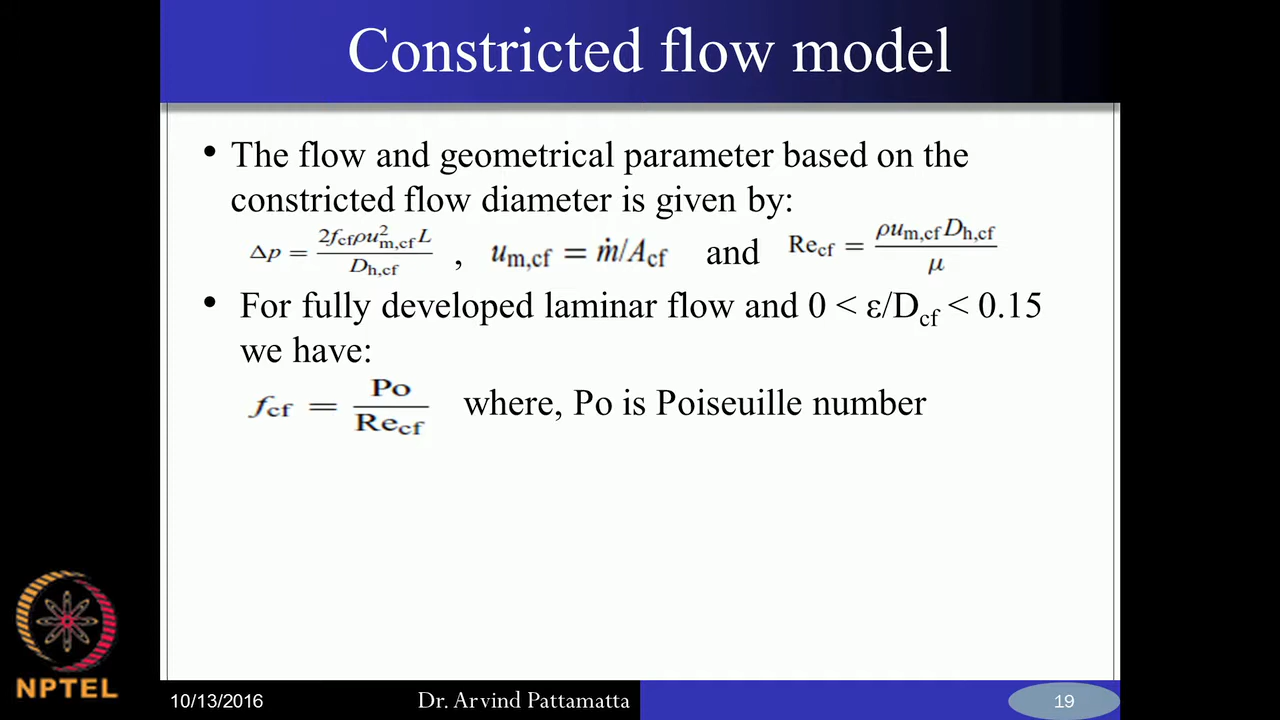 Constricted flow model
• The flow and geometrical parameter based on the
constricted flow diameter is given by:
Δp = 2f_cf ρu²_m,cf L / D_h,cf , u_m,cf = ṁ/A_cf and Re_cf = ρu_m,cf D_h,cf / μ
• For fully developed laminar flow and 0 < ε/D_cf < 0.15
we have:
f_cf = Po / Re_cf where, Po is Poiseuille number
NPTEL
10/13/2016 Dr. Arvind Pattamatta 19